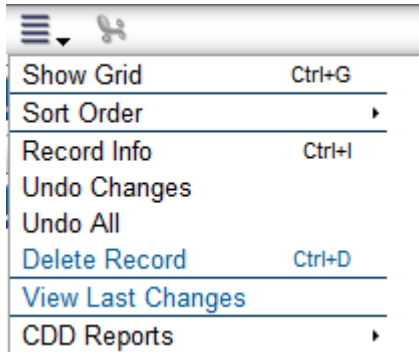 Show Grid Ctrl+G
Sort Order
Record Info Ctrl+I
Undo Changes
Undo All
Delete Record Ctrl+D
View Last Changes
CDD Reports